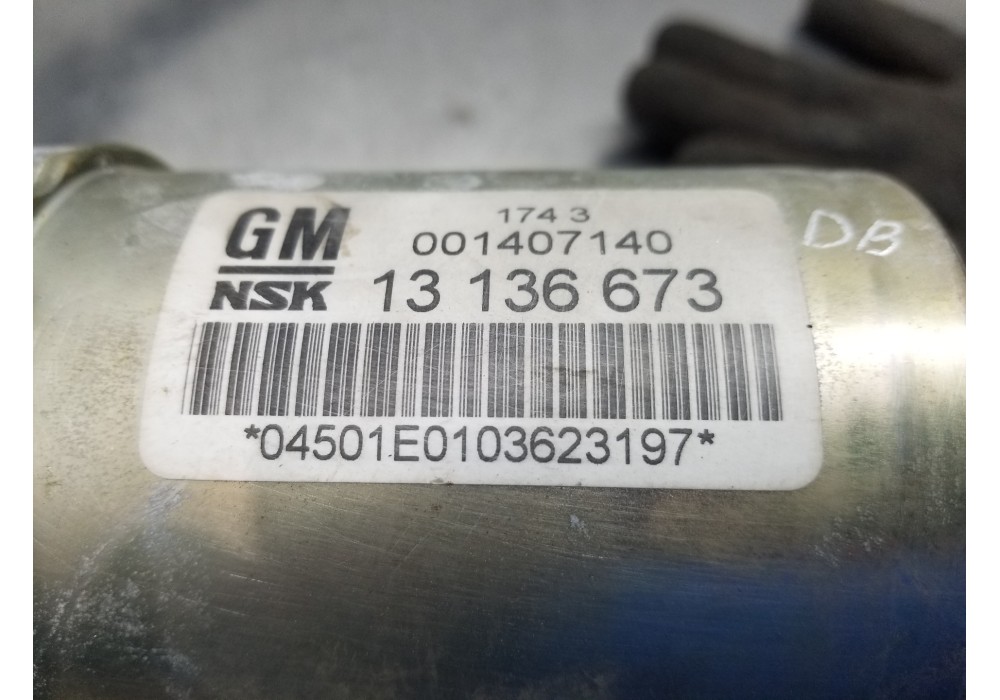 GM
NSK
174 3
001407140
13 136 673
*04501E0103623197*
DB